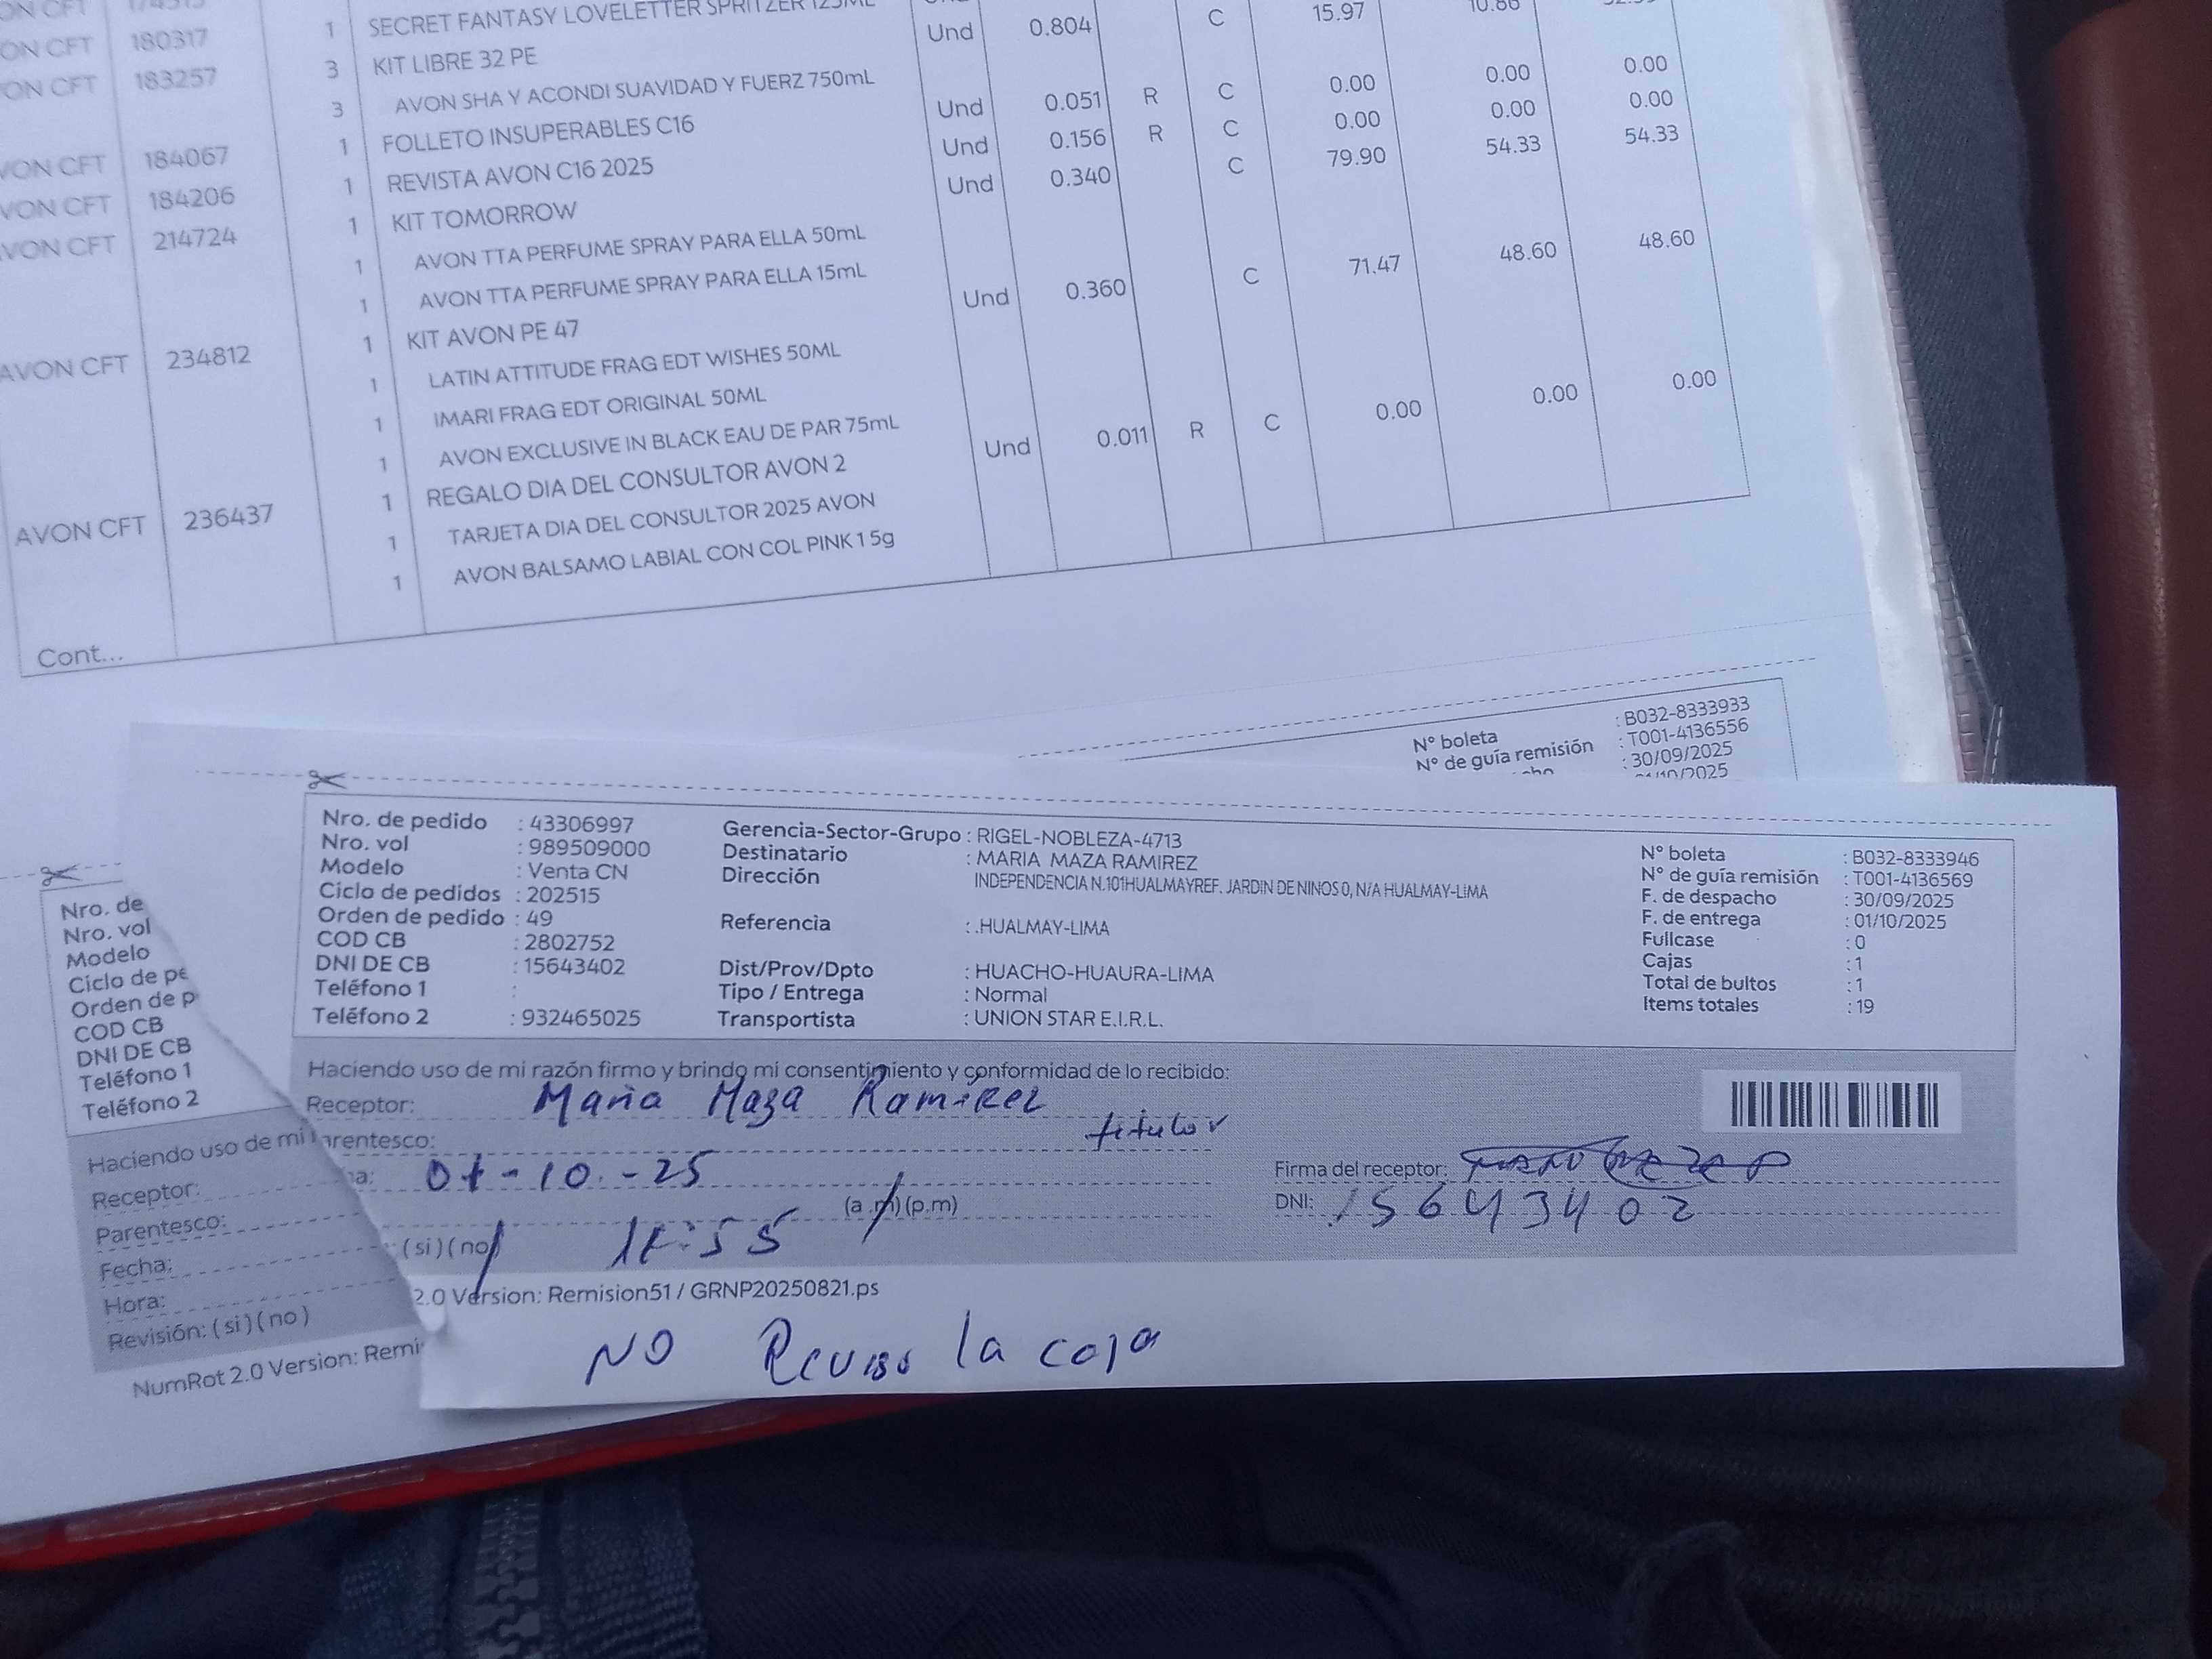 ON CFT 180317 1 SECRET FANTASY LOVELETTER SPRITZER 125ML Und 0.804 C 15.97 10.86
ON CFT 183257 3 KIT LIBRE 32 PE
3 AVON SHA Y ACONDI SUAVIDAD Y FUERZ 750mL
VON CFT 184067 1 FOLLETO INSUPERABLES C16 Und 0.051 R C 0.00 0.00 0.00
VON CFT 184206 1 REVISTA AVON C16 2025 Und 0.156 R C 0.00 0.00 0.00
VON CFT 214724 1 KIT TOMORROW Und 0.340 C 79.90 54.33 54.33
1 AVON TTA PERFUME SPRAY PARA ELLA 50mL
1 AVON TTA PERFUME SPRAY PARA ELLA 15mL
AVON CFT 234812 1 KIT AVON PE 47 Und 0.360 C 71.47 48.60 48.60
1 LATIN ATTITUDE FRAG EDT WISHES 50ML
1 IMARI FRAG EDT ORIGINAL 50ML
1 AVON EXCLUSIVE IN BLACK EAU DE PAR 75mL
AVON CFT 236437 1 REGALO DIA DEL CONSULTOR AVON 2 Und 0.011 R C 0.00 0.00 0.00
1 TARJETA DIA DEL CONSULTOR 2025 AVON
1 AVON BALSAMO LABIAL CON COL PINK 1 5g
Cont...
N° boleta : B032-8333933
N° de guía remisión : T001-4136556
: 30/09/2025
Nro. de pedido : 43306997 Gerencia-Sector-Grupo : RIGEL-NOBLEZA-4713 N° boleta : B032-8333946
Nro. vol : 989509000 Destinatario : MARIA MAZA RAMIREZ N° de guía remisión : T001-4136569
Modelo : Venta CN Dirección INDEPENDENCIA N.101HUALMAYREF. JARDIN DE NINOS 0, N/A HUALMAY-LIMA F. de despacho : 30/09/2025
Ciclo de pedidos : 202515 F. de entrega : 01/10/2025
Orden de pedido : 49 Referencia : .HUALMAY-LIMA Fullcase : 0
COD CB : 2802752 Cajas : 1
DNI DE CB : 15643402 Dist/Prov/Dpto : HUACHO-HUAURA-LIMA Total de bultos : 1
Teléfono 1 : Tipo / Entrega : Normal Items totales : 19
Teléfono 2 : 932465025 Transportista : UNION STAR E.I.R.L.
Haciendo uso de mi razón firmo y brindo mi consentimiento y conformidad de lo recibido:
Receptor: Maria Maza Ramirez
arentesco: titular
01-10-25 Firma del receptor:
(a.m)(p.m) DNI: 15643402
(si)(no)
2.0 Version: Remision51 / GRNP20250821.ps
NO Reviso la caja
Nro. de
Nro. vol
Modelo
Ciclo de pe
Orden de p
COD CB
DNI DE CB
Teléfono 1
Teléfono 2
Haciendo uso de mi
Receptor:
Parentesco:
Fecha:
Hora:
Revisión: (si)(no)
NumRot 2.0 Version: Remi